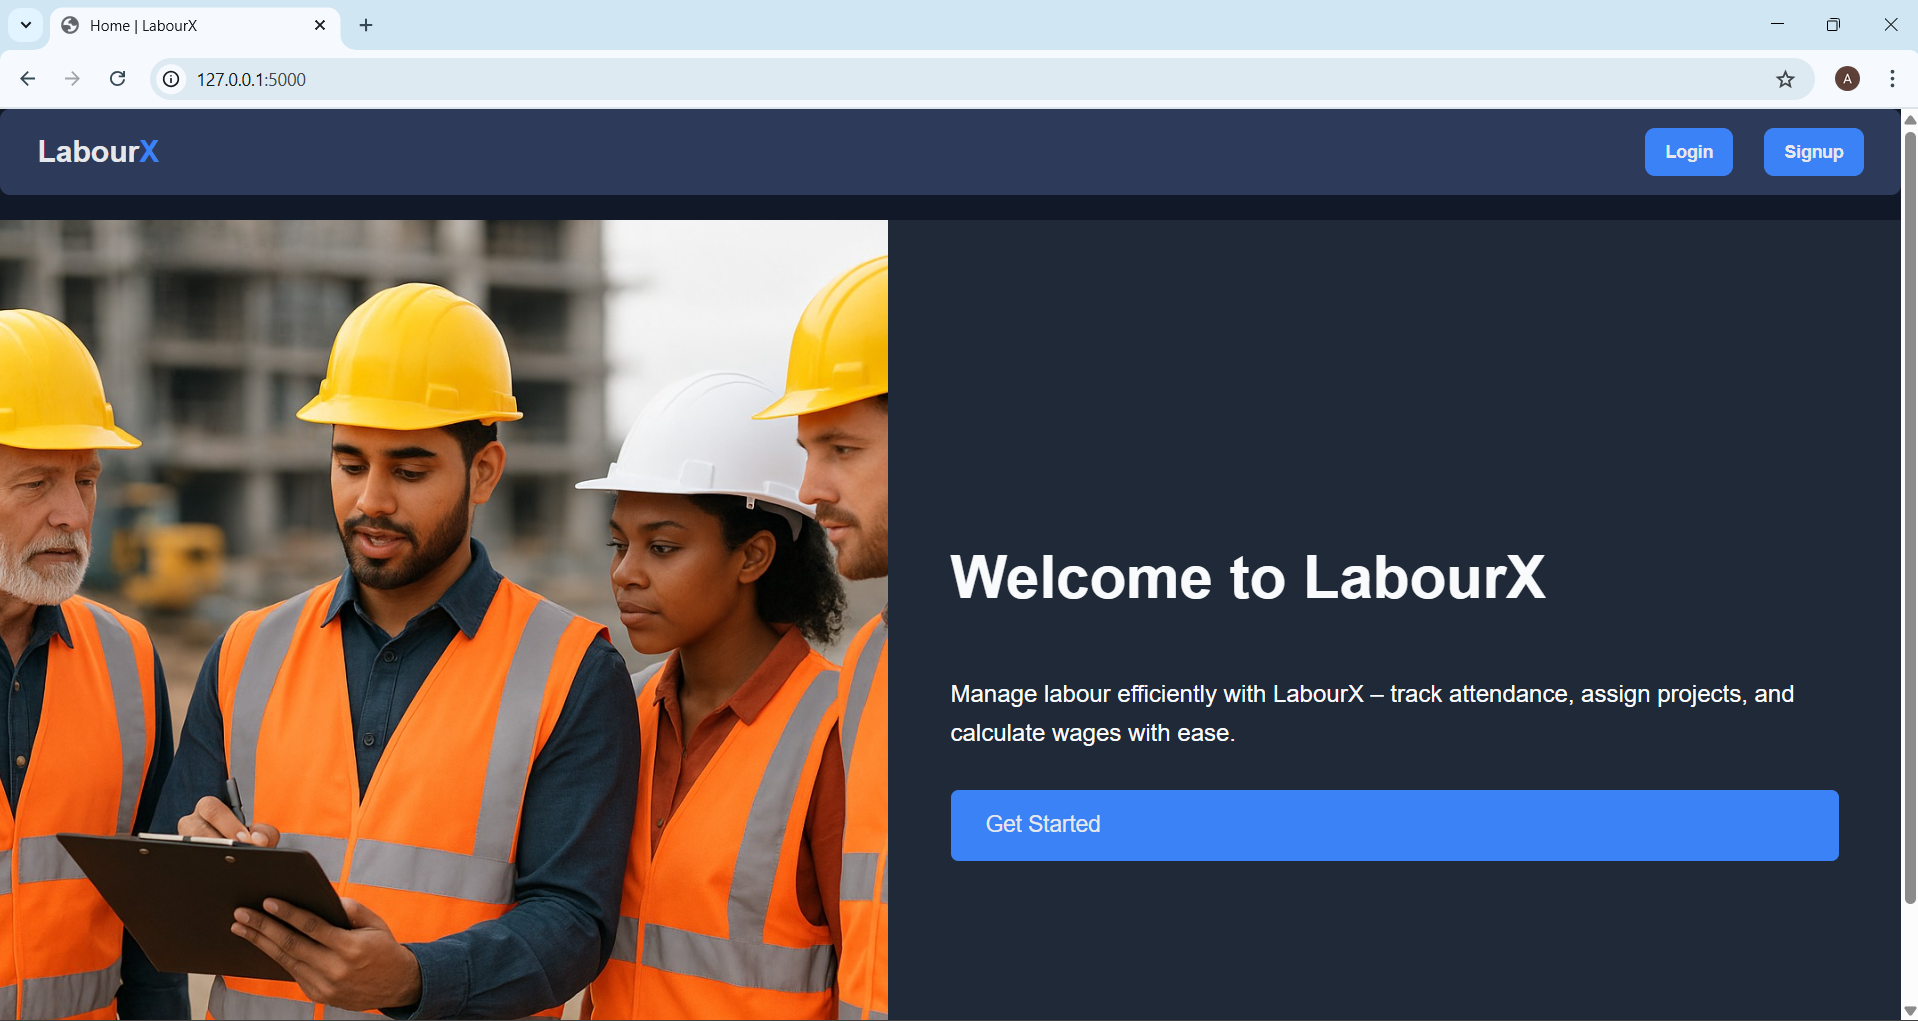 Home | LabourX
127.0.0.1:5000
A
LabourX
Login
Signup
Welcome to LabourX
Manage labour efficiently with LabourX – track attendance, assign projects, and
calculate wages with ease.
Get Started